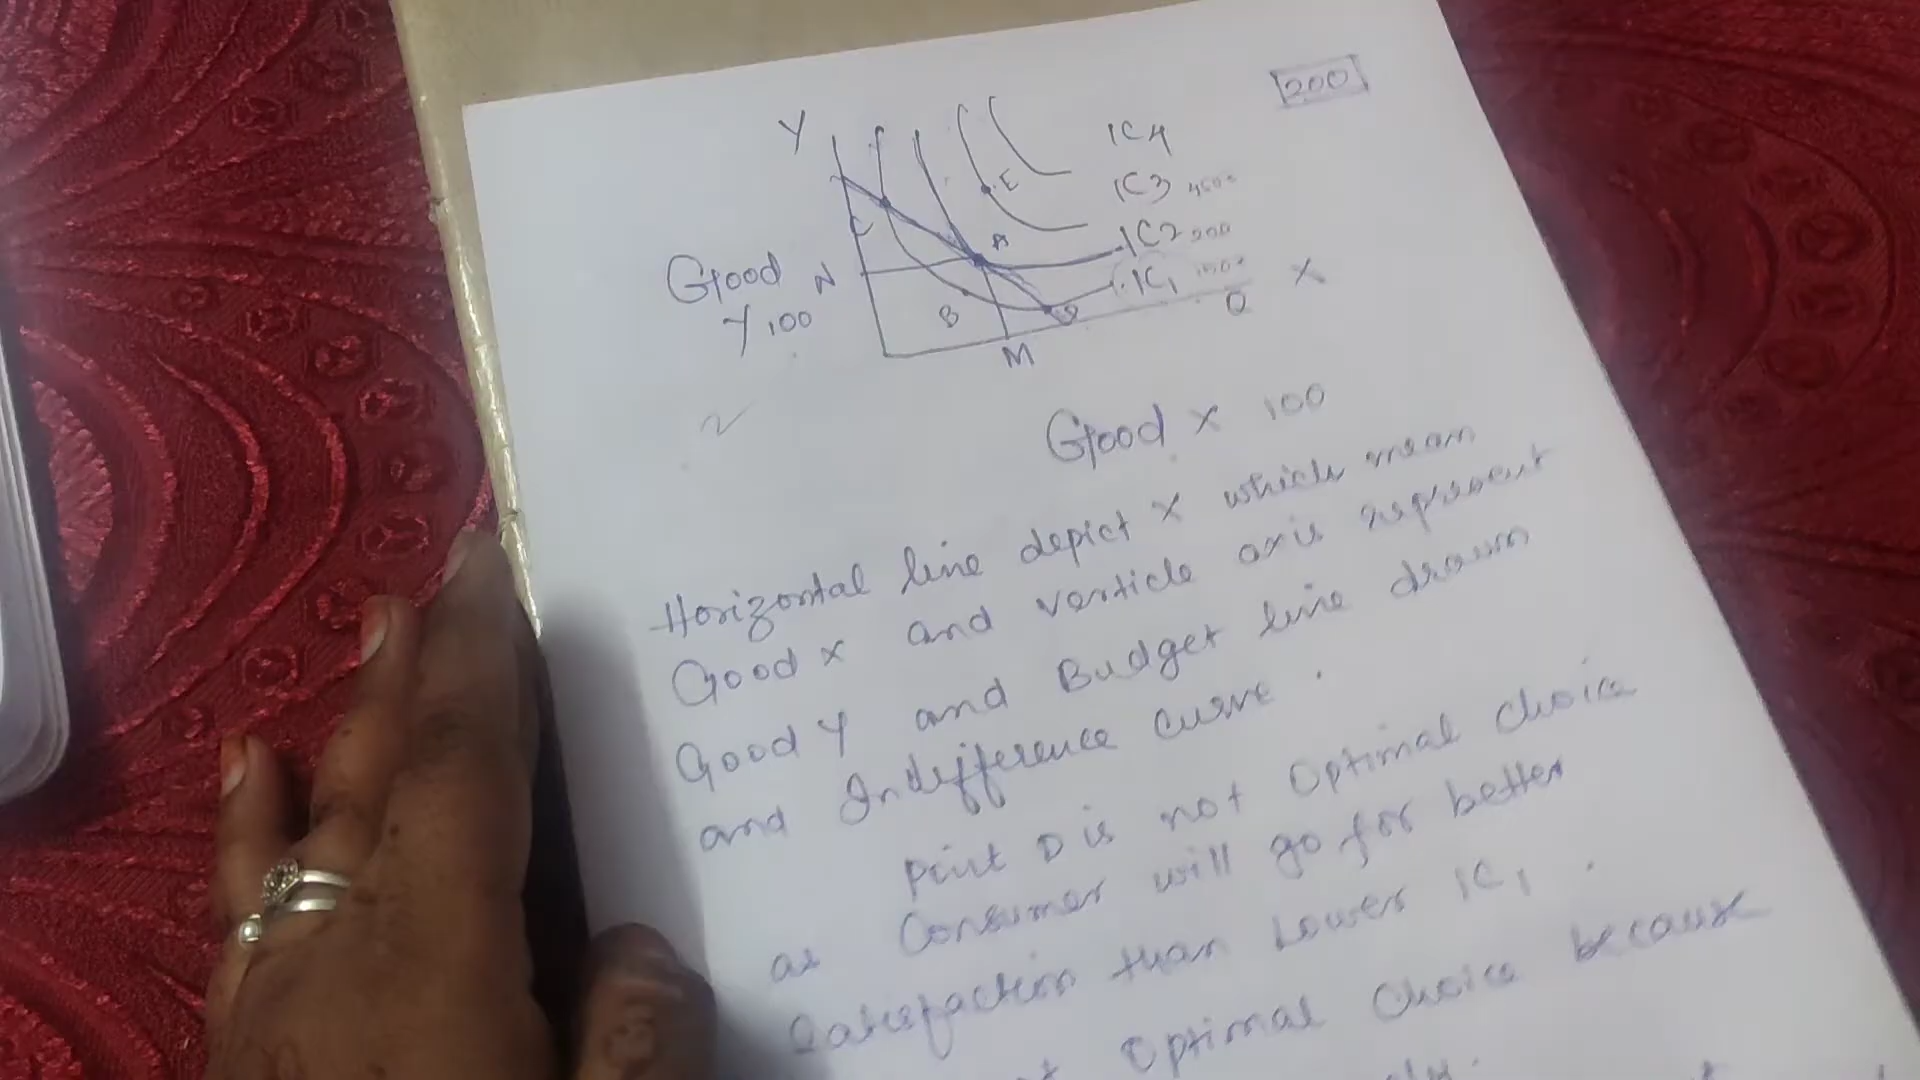 200
Y
IC4
IC3
IC2 200
IC1
E
A
C
N
B
M
Q
X
Good
Y 100
Good X 100
Horizontal line depict X which mean
Good X and verticle axis represent
Good Y and Budget line drawn
and Indifference curve.
Point D is not Optimal choice
as Consumer will go for better
Satisfaction than Lower IC1.
Optimal Choice because